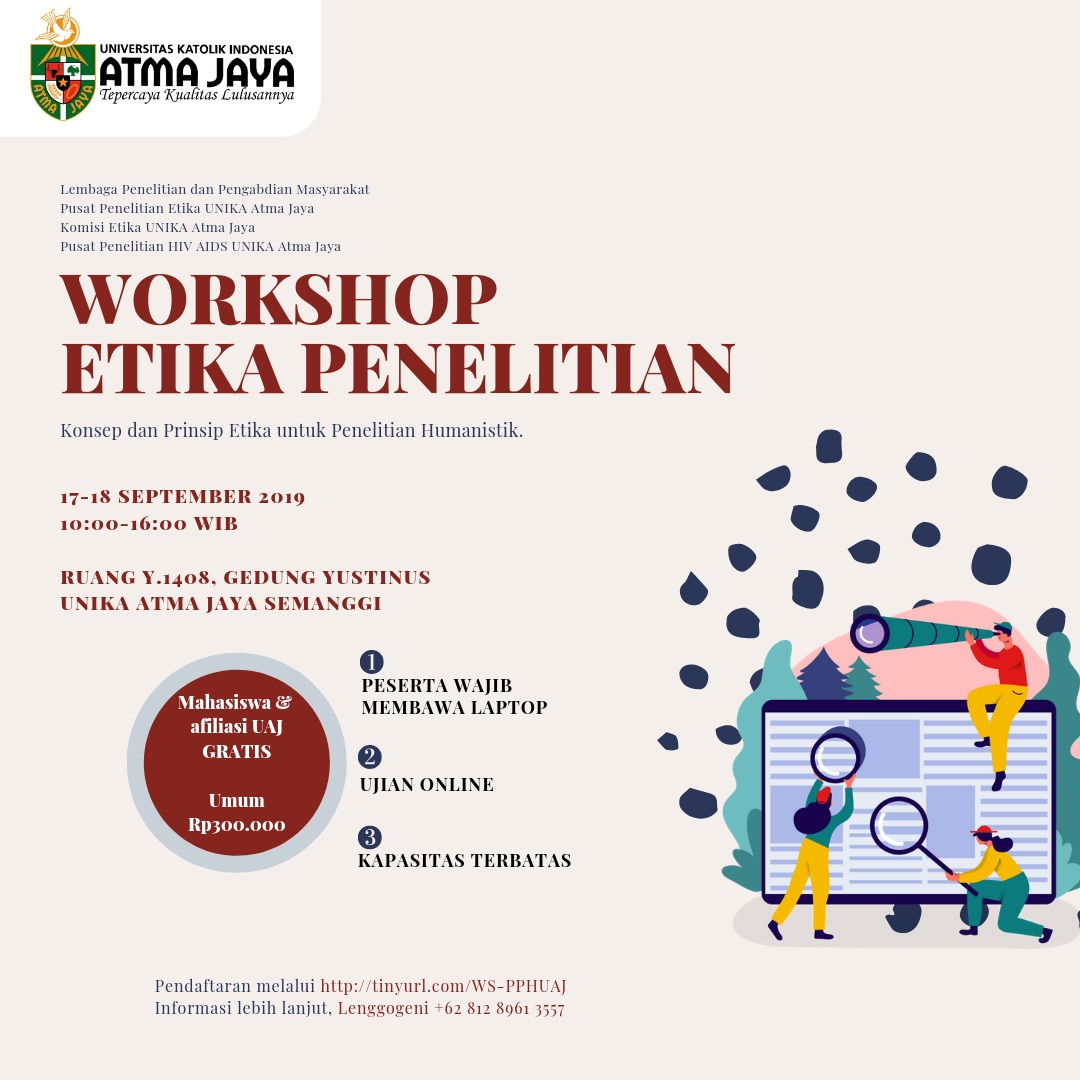 UNIVERSITAS KATOLIK INDONESIA
ATMA JAYA
Tepercaya Kualitas Lulusannya
ATMA JAYA
Lembaga Penelitian dan Pengabdian Masyarakat
Pusat Penelitian Etika UNIKA Atma Jaya
Komisi Etika UNIKA Atma Jaya
Pusat Penelitian HIV AIDS UNIKA Atma Jaya
WORKSHOP
ETIKA PENELITIAN
Konsep dan Prinsip Etika untuk Penelitian Humanistik.
17-18 SEPTEMBER 2019
10:00-16:00 WIB
RUANG Y.1408, GEDUNG YUSTINUS
UNIKA ATMA JAYA SEMANGGI
Mahasiswa &
afiliasi UAJ
GRATIS
Umum
Rp300.000
1
PESERTA WAJIB
MEMBAWA LAPTOP
2
UJIAN ONLINE
3
KAPASITAS TERBATAS
Pendaftaran melalui http://tinyurl.com/WS-PPHUAJ
Informasi lebih lanjut, Lenggogeni +62 812 8961 3557